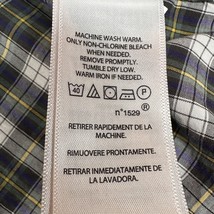 MACHINE WASH WARM.
ONLY NON-CHLORINE BLEACH
WHEN NEEDED.
REMOVE PROMPTLY.
TUMBLE DRY LOW.
WARM IRON IF NEEDED.
40 P
®
n°1529
RETIRER RAPIDEMENT DE LA
MACHINE.
RIMUOVERE PRONTAMENTE.
RETIRAR INMEDIATAMENTE DE
LA LAVADORA.